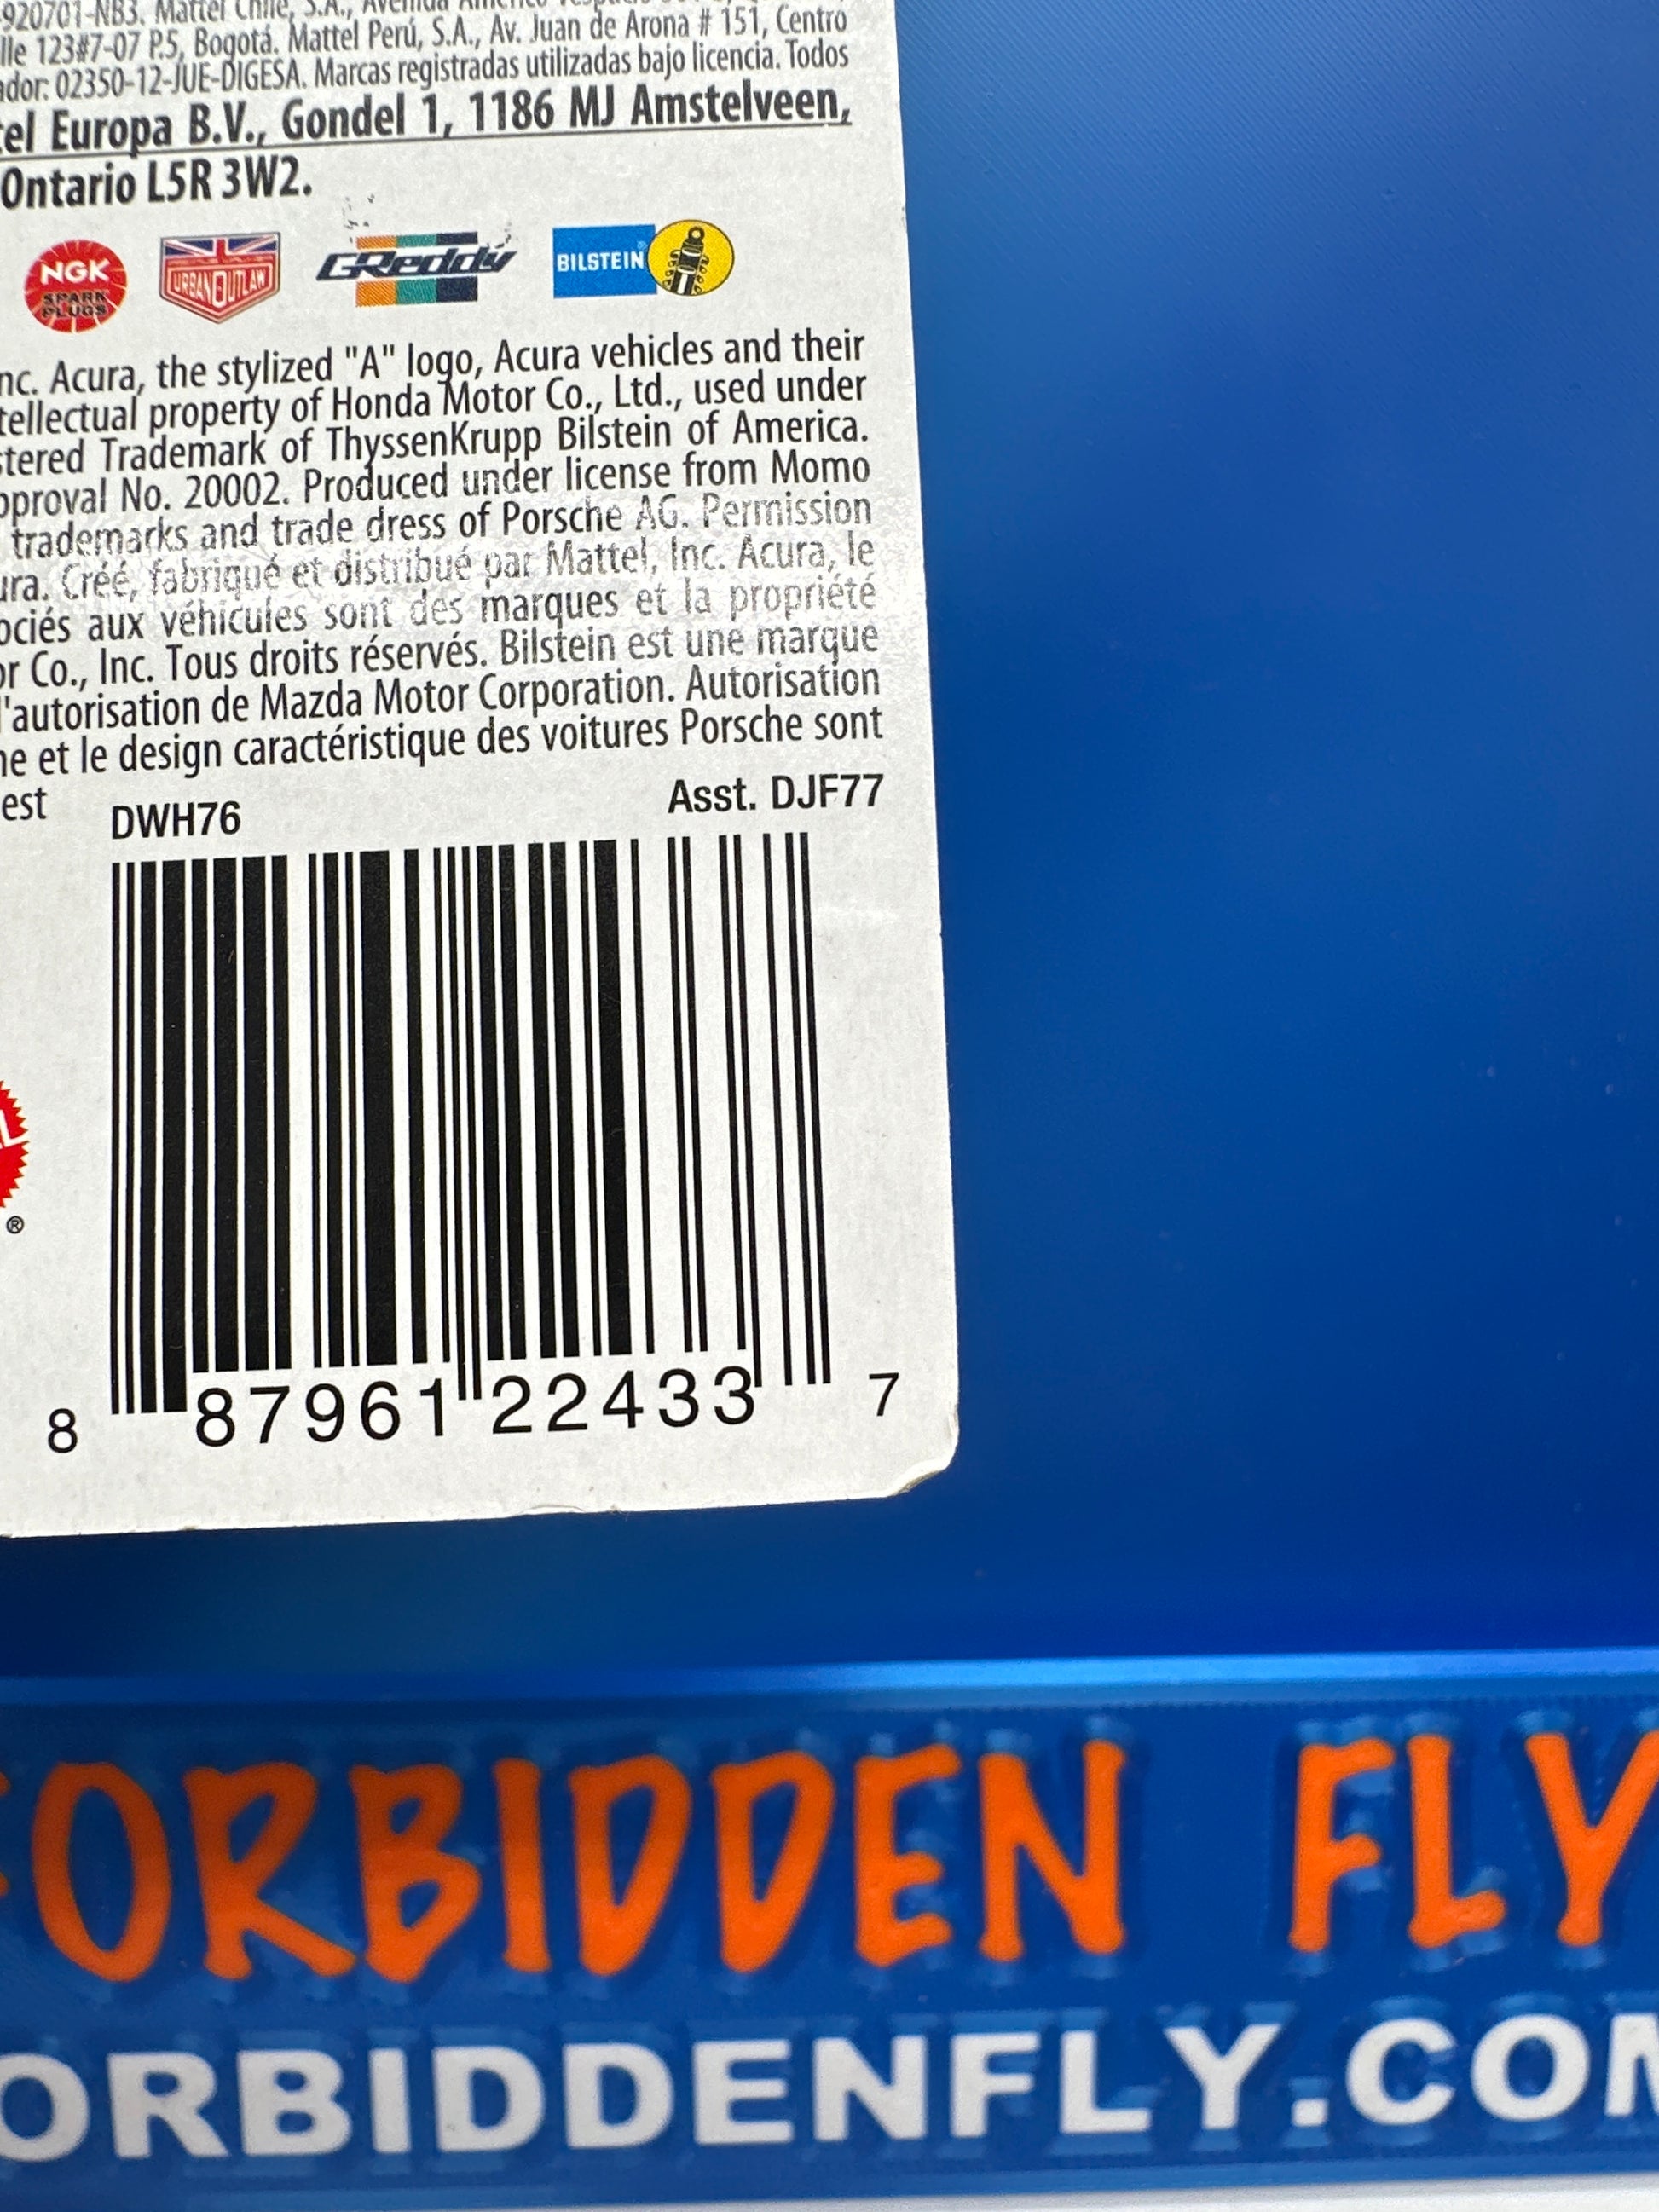 920701-NB3. Mattel Chile, S.A., Avenida
lle 123#7-07 P.5, Bogotá. Mattel Perú, S.A., Av. Juan de Arona # 151, Centro
ador: 02350-12-JUE-DIGESA. Marcas registradas utilizadas bajo licencia. Todos
tel Europa B.V., Gondel 1, 1186 MJ Amstelveen,
Ontario L5R 3W2.
NGK SPARK PLUGS URBAN OUTLAW GReddy BILSTEIN
nc. Acura, the stylized "A" logo, Acura vehicles and their
tellectual property of Honda Motor Co., Ltd., used under
stered Trademark of ThyssenKrupp Bilstein of America.
pproval No. 20002. Produced under license from Momo
trademarks and trade dress of Porsche AG. Permission
ura. Créé, fabriqué et distribué par Mattel, Inc. Acura, le
ociés aux véhicules sont des marques et la propriété
or Co., Inc. Tous droits réservés. Bilstein est une marque
l'autorisation de Mazda Motor Corporation. Autorisation
ne et le design caractéristique des voitures Porsche sont
est
DWH76 Asst. DJF77
®
8 87961 22433 7
FORBIDDEN FLY
ORBIDDENFLY.COM